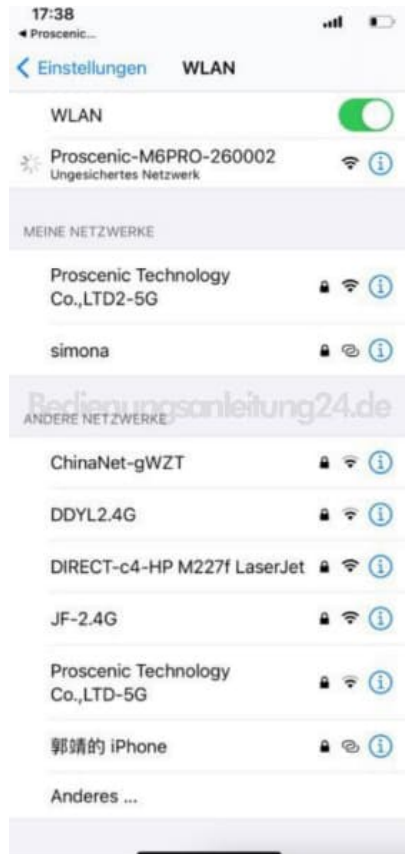 17:38
Proscenic...
Einstellungen WLAN
WLAN
Proscenic-M6PRO-260002
Ungesichertes Netzwerk
MEINE NETZWERKE
Proscenic Technology
Co.,LTD2-5G
simona
Bedienungsanleitung24.de
ANDERE NETZWERKE
ChinaNet-gWZT
DDYL2.4G
DIRECT-c4-HP M227f LaserJet
JF-2.4G
Proscenic Technology
Co.,LTD-5G
郭靖的 iPhone
Anderes ...